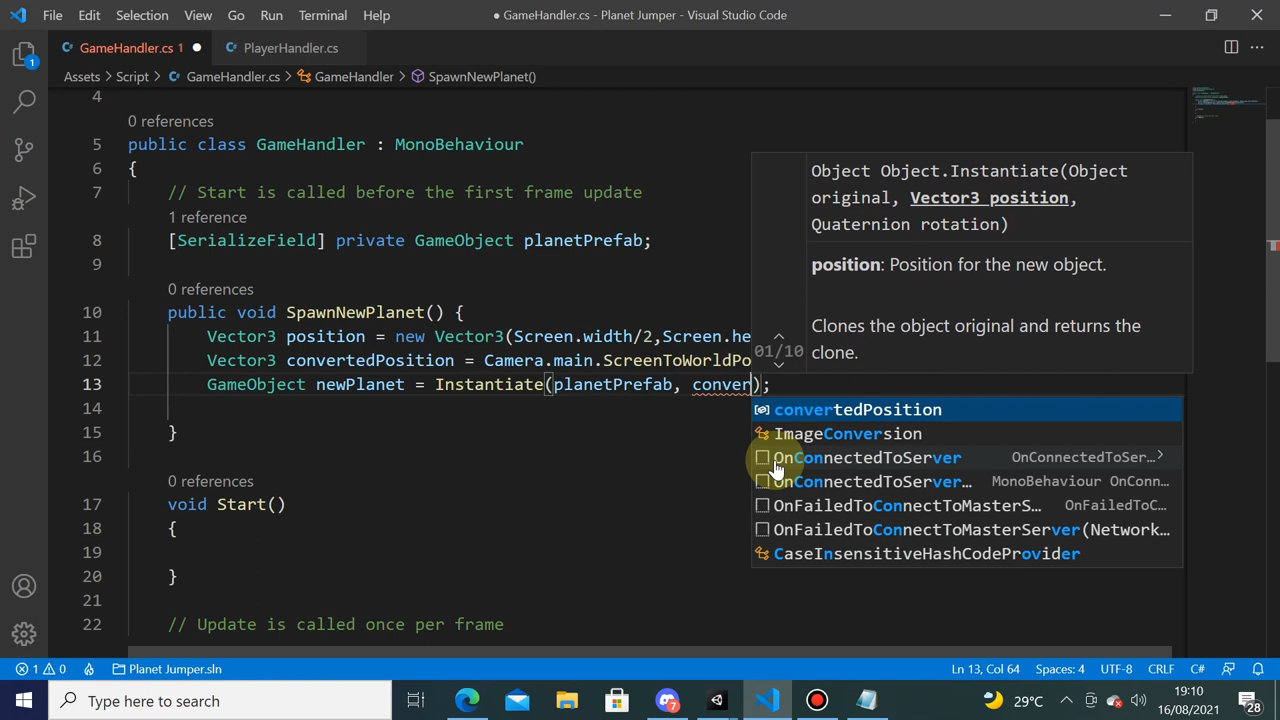 File Edit Selection View Go Run Terminal Help ● GameHandler.cs - Planet Jumper - Visual Studio Code
GameHandler.cs 1 ● PlayerHandler.cs
Assets > Script > GameHandler.cs > GameHandler > SpawnNewPlanet()
4
0 references
5 public class GameHandler : MonoBehaviour
6 {
7 // Start is called before the first frame update
1 reference
8 [SerializeField] private GameObject planetPrefab;
9
0 references
10 public void SpawnNewPlanet() {
11 Vector3 position = new Vector3(Screen.width/2,Screen.he
12 Vector3 convertedPosition = Camera.main.ScreenToWorldPo
13 GameObject newPlanet = Instantiate(planetPrefab, conver);
14
15 }
16
0 references
17 void Start()
18 {
19
20 }
21
22 // Update is called once per frame
01/10
Object Object.Instantiate(Object
original, Vector3 position,
Quaternion rotation)
position: Position for the new object.
Clones the object original and returns the
clone.
convertedPosition
ImageConversion
OnConnectedToServer OnConnectedToSer…
OnConnectedToServer… MonoBehaviour OnConn…
OnFailedToConnectToMasterS… OnFailedToC…
OnFailedToConnectToMasterServer(Network…
CaseInsensitiveHashCodeProvider
1
1 0 Planet Jumper.sln Ln 13, Col 64 Spaces: 4 UTF-8 CRLF C#
Type here to search 7 29°C 19:10
16/08/2021 28